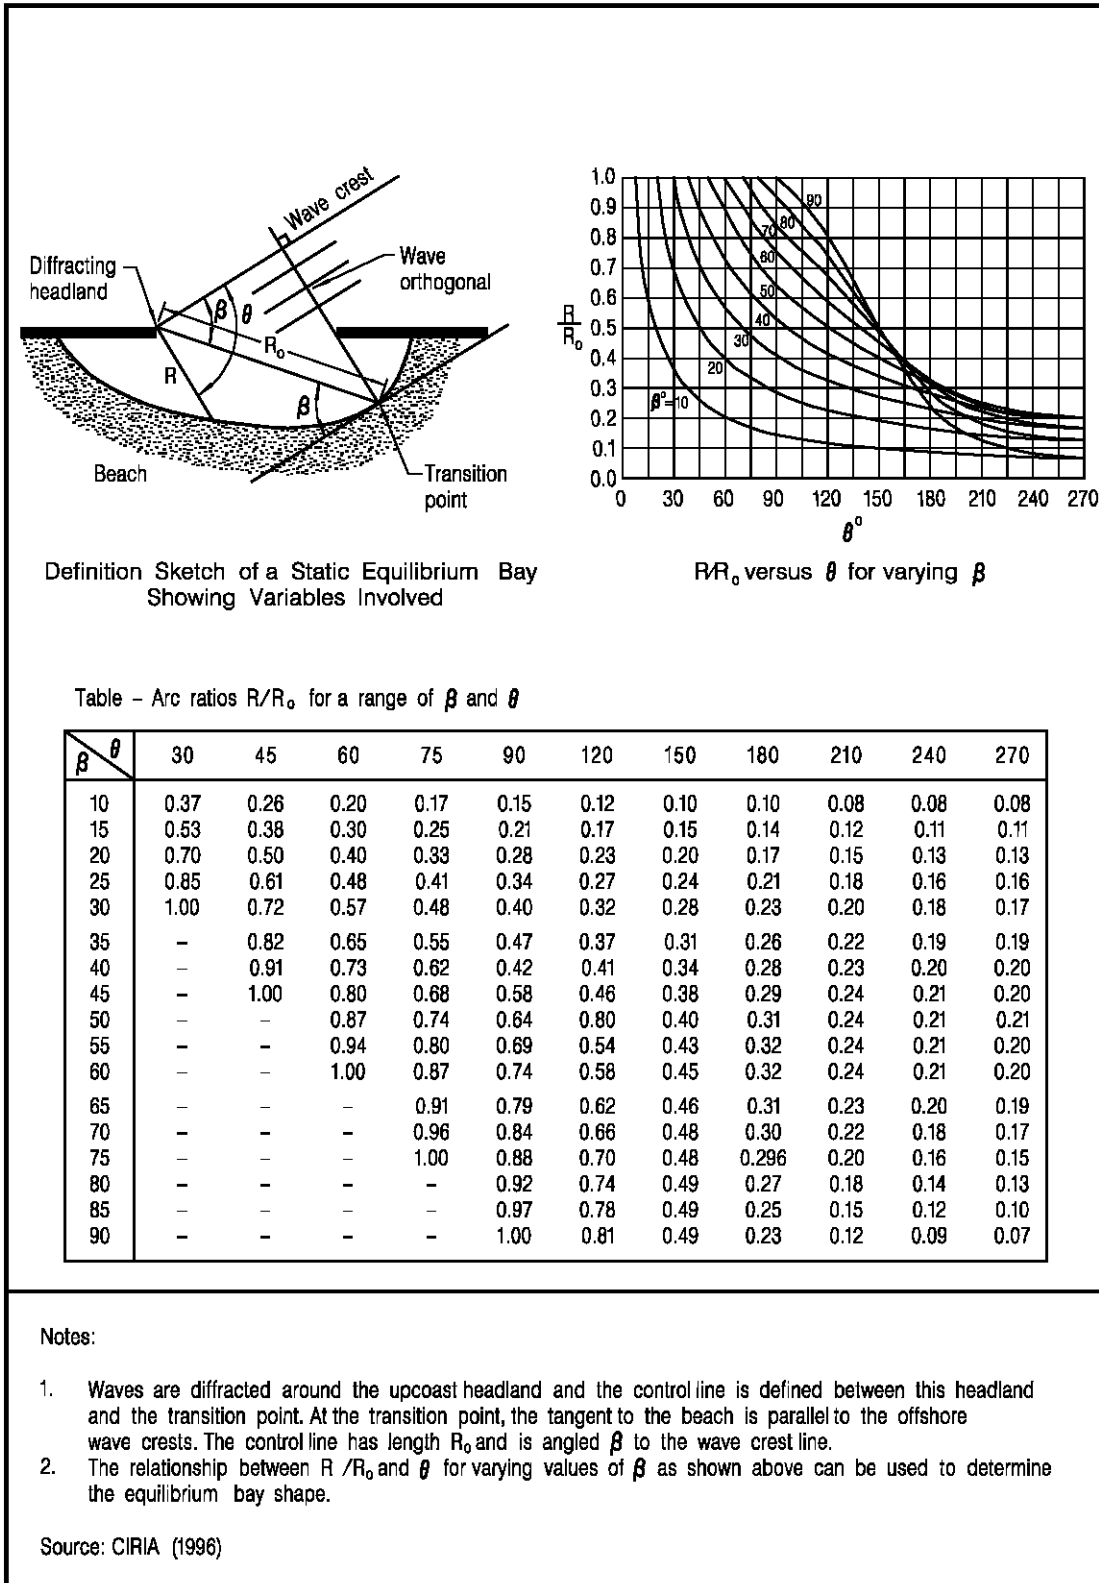 Wave crest
Diffracting
headland
Wave
orthogonal
β
θ
R₀
R
β
Beach
Transition
point
Definition Sketch of a Static Equilibrium Bay
Showing Variables Involved
1.0
0.9
0.8
0.7
0.6
0.5
0.4
0.3
0.2
0.1
0.0
R
R₀
90
80
70
60
50
40
30
20
β°=10
0 30 60 90 120 150 180 210 240 270
θ°
R/R₀ versus θ for varying β
Table – Arc ratios R/R₀ for a range of β and θ
β θ 30 45 60 75 90 120 150 180 210 240 270
10 0.37 0.26 0.20 0.17 0.15 0.12 0.10 0.10 0.08 0.08 0.08
15 0.53 0.38 0.30 0.25 0.21 0.17 0.15 0.14 0.12 0.11 0.11
20 0.70 0.50 0.40 0.33 0.28 0.23 0.20 0.17 0.15 0.13 0.13
25 0.85 0.61 0.48 0.41 0.34 0.27 0.24 0.21 0.18 0.16 0.16
30 1.00 0.72 0.57 0.48 0.40 0.32 0.28 0.23 0.20 0.18 0.17
35 – 0.82 0.65 0.55 0.47 0.37 0.31 0.26 0.22 0.19 0.19
40 – 0.91 0.73 0.62 0.42 0.41 0.34 0.28 0.23 0.20 0.20
45 – 1.00 0.80 0.68 0.58 0.46 0.38 0.29 0.24 0.21 0.20
50 – – 0.87 0.74 0.64 0.80 0.40 0.31 0.24 0.21 0.21
55 – – 0.94 0.80 0.69 0.54 0.43 0.32 0.24 0.21 0.20
60 – – 1.00 0.87 0.74 0.58 0.45 0.32 0.24 0.21 0.20
65 – – – 0.91 0.79 0.62 0.46 0.31 0.23 0.20 0.19
70 – – – 0.96 0.84 0.66 0.48 0.30 0.22 0.18 0.17
75 – – – 1.00 0.88 0.70 0.48 0.296 0.20 0.16 0.15
80 – – – – 0.92 0.74 0.49 0.27 0.18 0.14 0.13
85 – – – – 0.97 0.78 0.49 0.25 0.15 0.12 0.10
90 – – – – 1.00 0.81 0.49 0.23 0.12 0.09 0.07
Notes:
1. Waves are diffracted around the upcoast headland and the control line is defined between this headland
and the transition point. At the transition point, the tangent to the beach is parallel to the offshore
wave crests. The control line has length R₀ and is angled β to the wave crest line.
2. The relationship between R /R₀ and θ for varying values of β as shown above can be used to determine
the equilibrium bay shape.
Source: CIRIA (1996)